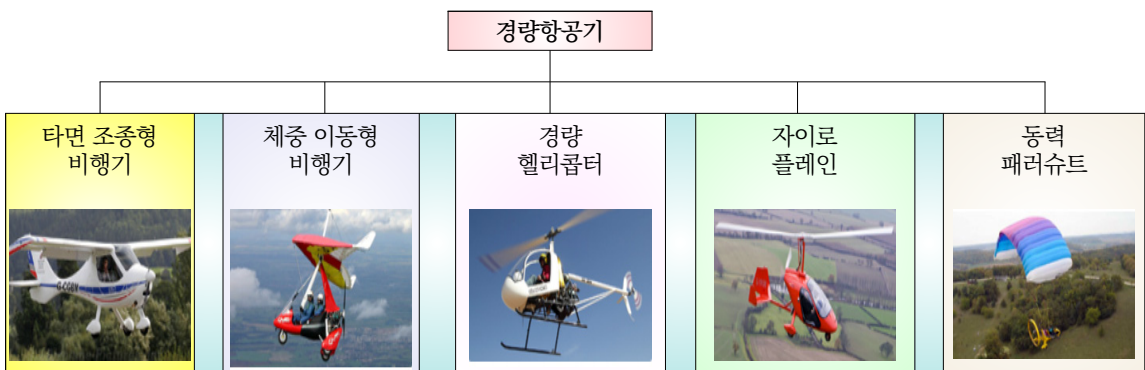 경량항공기
타면 조종형
비행기
체중 이동형
비행기
경량
헬리콥터
자이로
플레인
동력
패러슈트
G-CGBM